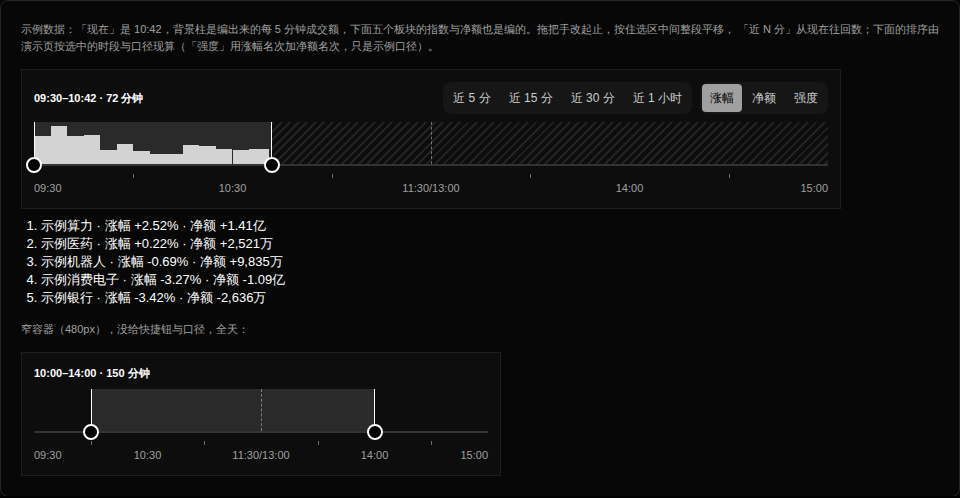 示例数据：「现在」是 10:42，背景柱是编出来的每 5 分钟成交额，下面五个板块的指数与净额也是编的。拖把手改起止，按住选区中间整段平移，「近 N 分」从现在往回数；下面的排序由
演示页按选中的时段与口径现算（「强度」用涨幅名次加净额名次，只是示例口径）。
09:30–10:42 · 72 分钟
近 5 分 近 15 分 近 30 分 近 1 小时 涨幅 净额 强度
09:30 10:30 11:30/13:00 14:00 15:00
1. 示例算力 · 涨幅 +2.52% · 净额 +1.41亿
2. 示例医药 · 涨幅 +0.22% · 净额 +2,521万
3. 示例机器人 · 涨幅 -0.69% · 净额 +9,835万
4. 示例消费电子 · 涨幅 -3.27% · 净额 -1.09亿
5. 示例银行 · 涨幅 -3.42% · 净额 -2,636万
窄容器（480px），没给快捷钮与口径，全天：
10:00–14:00 · 150 分钟
09:30 10:30 11:30/13:00 14:00 15:00